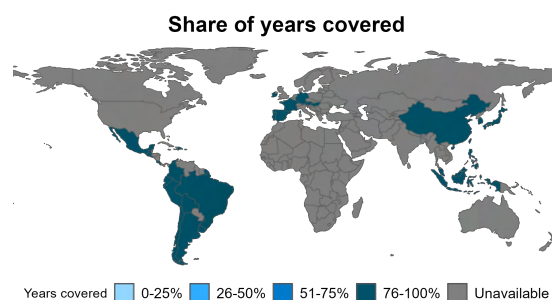 Share of years covered
Years covered 0-25% 26-50% 51-75% 76-100% Unavailable